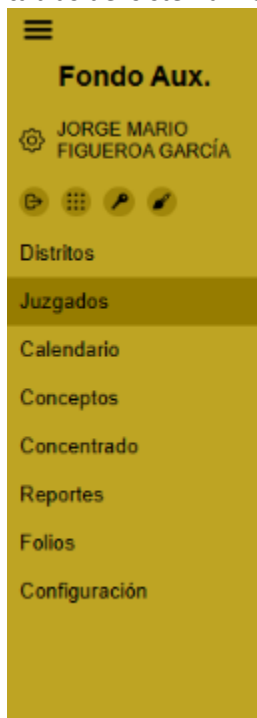 Fondo Aux.
JORGE MARIO
FIGUEROA GARCÍA
Distritos
Juzgados
Calendario
Conceptos
Concentrado
Reportes
Folios
Configuración